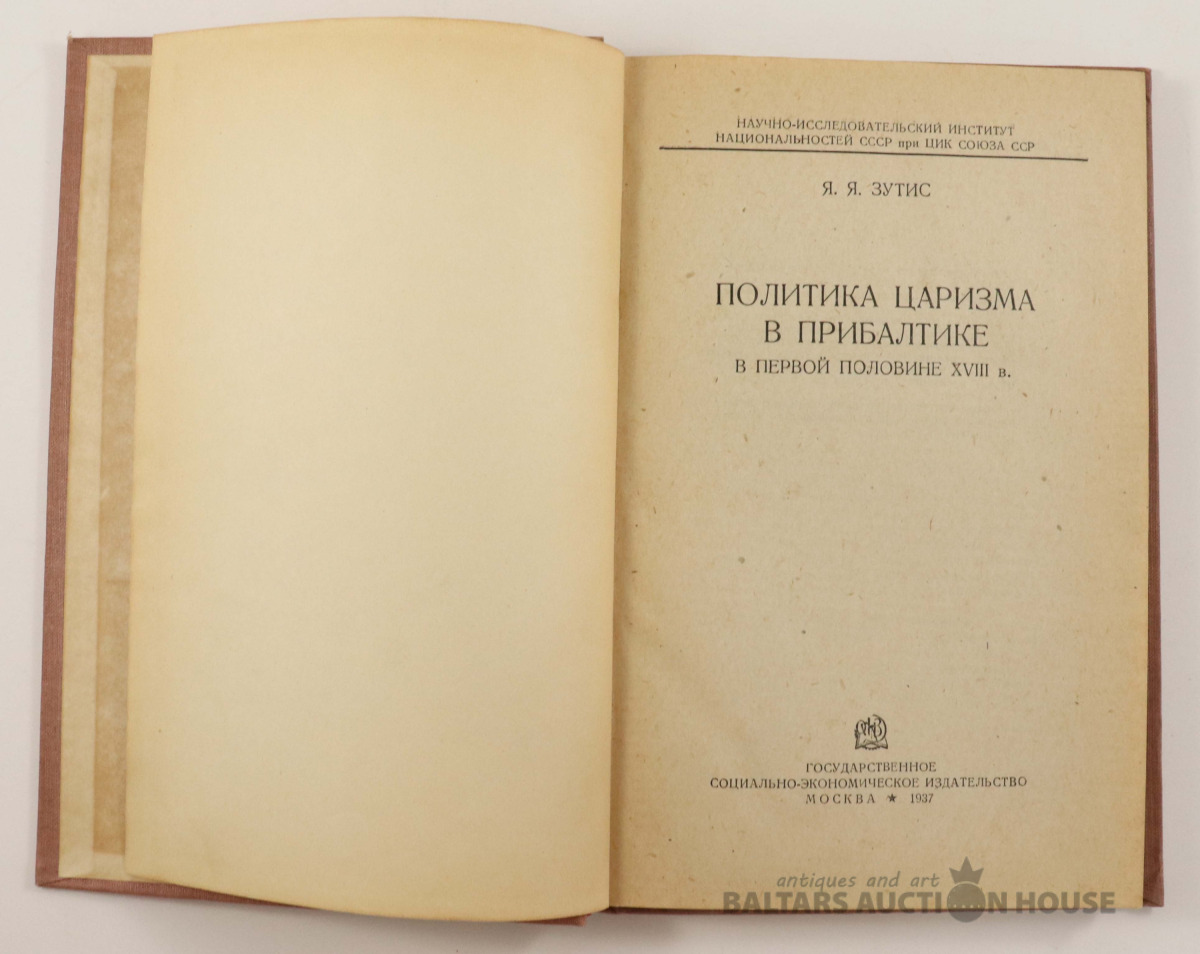 НАУЧНО-ИССЛЕДОВАТЕЛЬСКИЙ ИНСТИТУТ
НАЦИОНАЛЬНОСТЕЙ СССР при ЦИК СОЮЗА ССР
Я. Я. ЗУТИС
ПОЛИТИКА ЦАРИЗМА
В ПРИБАЛТИКЕ
В ПЕРВОЙ ПОЛОВИНЕ XVIII в.
ГОСУДАРСТВЕННОЕ
СОЦИАЛЬНО-ЭКОНОМИЧЕСКОЕ ИЗДАТЕЛЬСТВО
МОСКВА ★ 1937
antiques and art
BALTARS AUCTION HOUSE